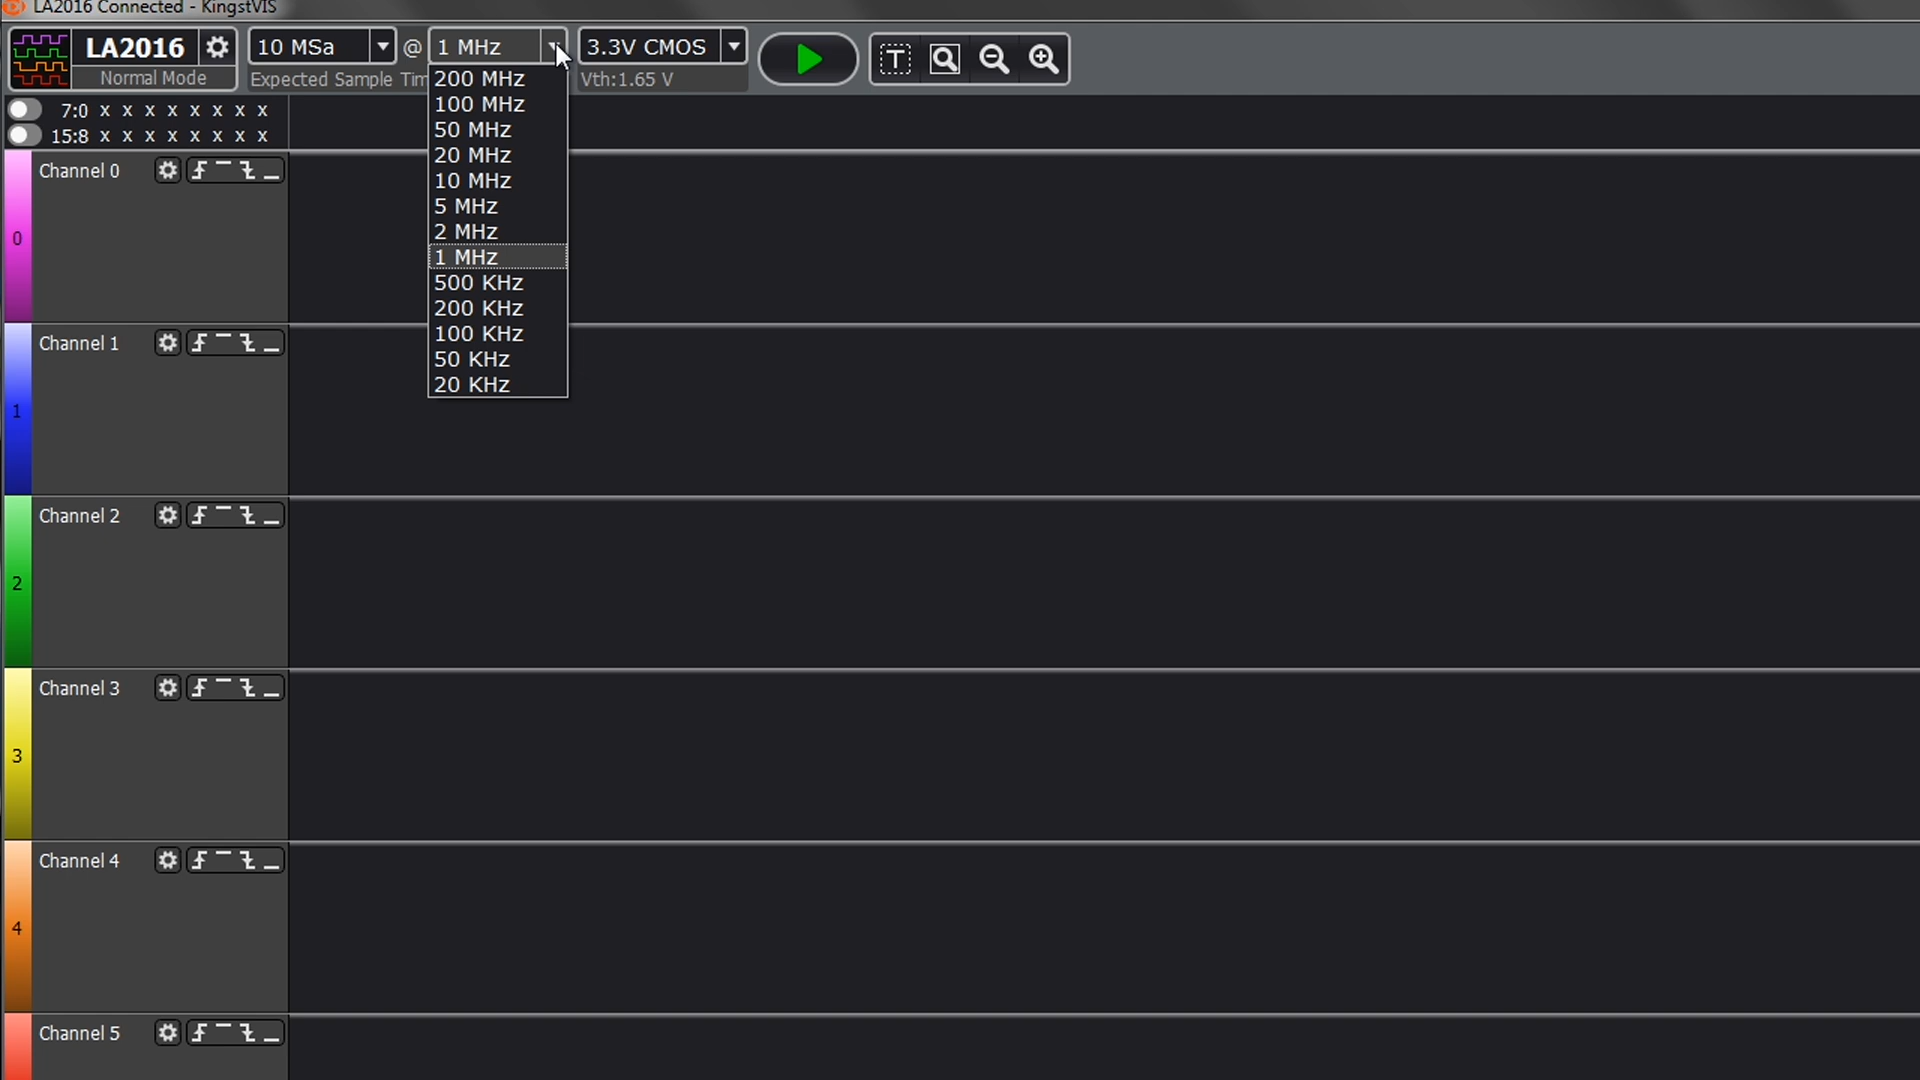 LA2016 Connected - KingstVIS
LA2016
10 MSa
@
1 MHz
3.3V CMOS
T
Normal Mode
Expected Sample Tim
Vth:1.65 V
200 MHz
100 MHz
50 MHz
20 MHz
10 MHz
5 MHz
2 MHz
1 MHz
500 KHz
200 KHz
100 KHz
50 KHz
20 KHz
7:0 x x x x x x x x
15:8 x x x x x x x x
Channel 0
0
Channel 1
1
Channel 2
2
Channel 3
3
Channel 4
4
Channel 5